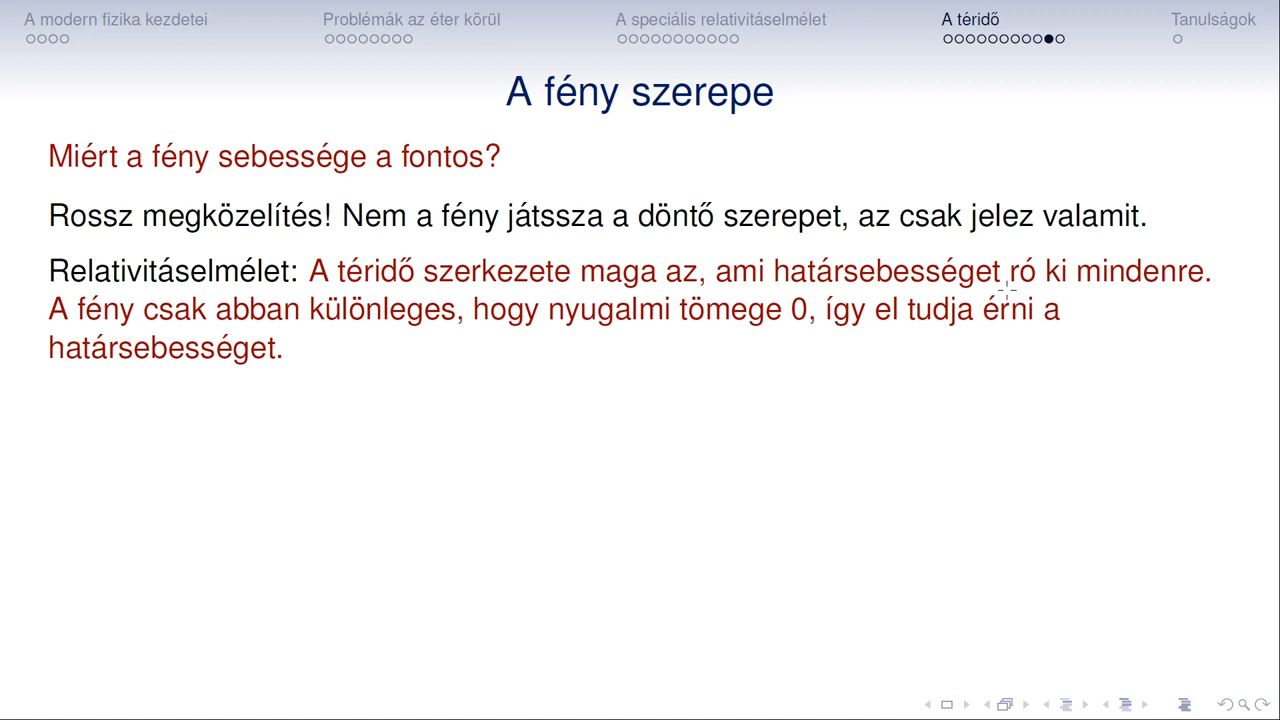 A modern fizika kezdetei
Problémák az éter körül
A speciális relativitáselmélet
A téridő
Tanulságok
A fény szerepe
Miért a fény sebessége a fontos?
Rossz megközelítés! Nem a fény játssza a döntő szerepet, az csak jelez valamit.
Relativitáselmélet: A téridő szerkezete maga az, ami határsebességet ró ki mindenre.
A fény csak abban különleges, hogy nyugalmi tömege 0, így el tudja érni a
határsebességet.